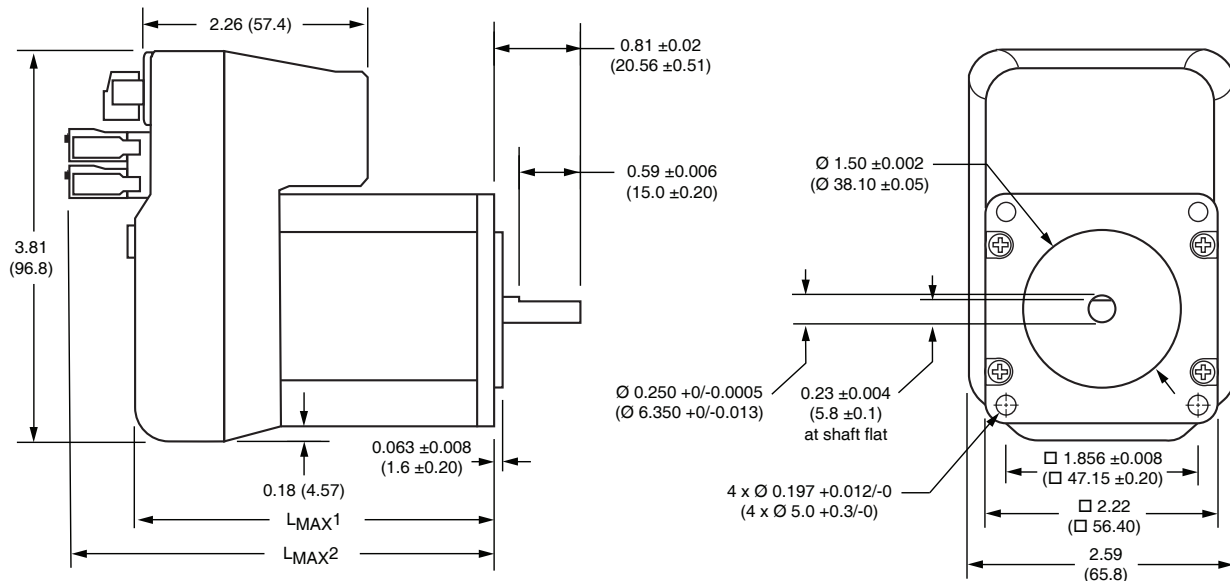 2.26 (57.4)
0.81 ±0.02
(20.56 ±0.51)
0.59 ±0.006
(15.0 ±0.20)
3.81
(96.8)
0.063 ±0.008
(1.6 ±0.20)
0.18 (4.57)
LMAX1
LMAX2
Ø 1.50 ±0.002
(Ø 38.10 ±0.05)
Ø 0.250 +0/-0.0005
(Ø 6.350 +0/-0.013)
0.23 ±0.004
(5.8 ±0.1)
at shaft flat
4 x Ø 0.197 +0.012/-0
(4 x Ø 5.0 +0.3/-0)
□ 1.856 ±0.008
(□ 47.15 ±0.20)
□ 2.22
(□ 56.40)
2.59
(65.8)